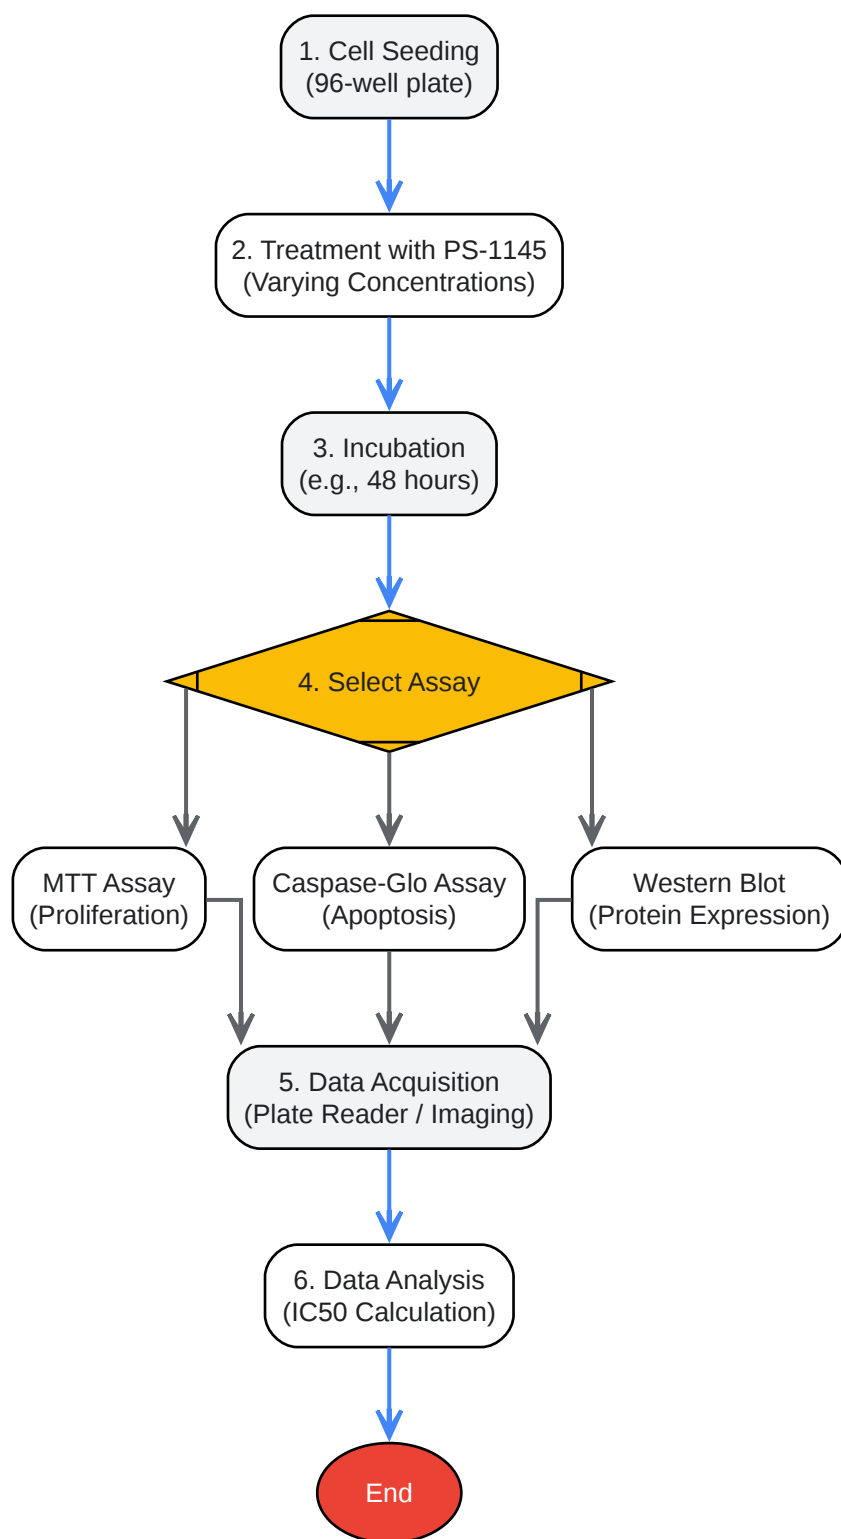 1. Cell Seeding
(96-well plate)
2. Treatment with PS-1145
(Varying Concentrations)
3. Incubation
(e.g., 48 hours)
4. Select Assay
MTT Assay
(Proliferation)
Caspase-Glo Assay
(Apoptosis)
Western Blot
(Protein Expression)
5. Data Acquisition
(Plate Reader / Imaging)
6. Data Analysis
(IC50 Calculation)
End